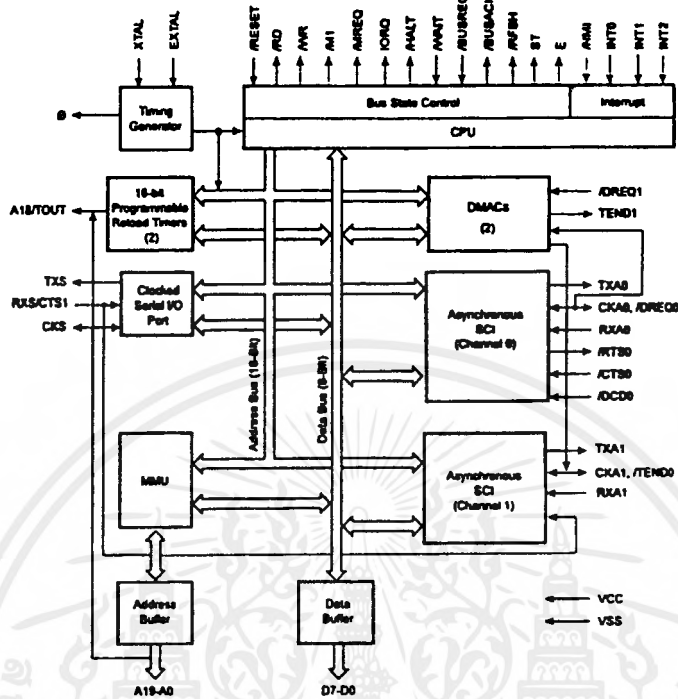 XTAL
EXTAL
/RESET
/RD
/WR
/M1
/MREQ
IORQ
/HALT
/WAIT
/BUSREQ
/BUSACK
/RFSH
ST
E
/NMI
INT0
INT1
INT2
Ø
Timing
Generator
Bus State Control
Interrupt
CPU
A18/TOUT
16-bit
Programmable
Reload Timers
(2)
DMACs
(2)
/DREQ1
TEND1
TXS
RXS/CTS1
CKS
Clocked
Serial I/O
Port
Address Bus (16-Bit)
Data Bus (8-Bit)
Asynchronous
SCI
(Channel 0)
TXA0
CKA0, /DREQ0
RXA0
/RTS0
/CTS0
/DCD0
MMU
Asynchronous
SCI
(Channel 1)
TXA1
CKA1, /TEND0
RXA1
Address
Buffer
Data
Buffer
VCC
VSS
A19-A0
D7-D0